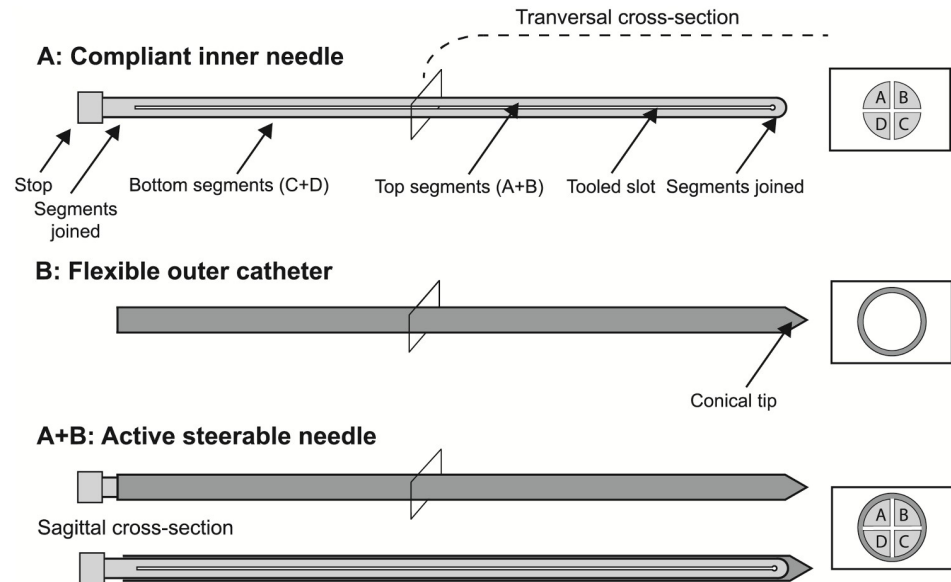 Tranversal cross-section
A: Compliant inner needle
A B
D C
Stop
Segments
joined
Bottom segments (C+D)
Top segments (A+B)
Tooled slot
Segments joined
B: Flexible outer catheter
Conical tip
A+B: Active steerable needle
A B
D C
Sagittal cross-section